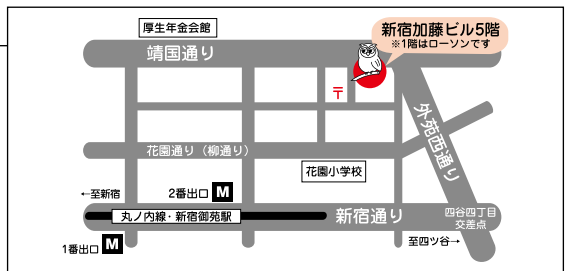 厚生年金会館
新宿加藤ビル5階
※1階はローソンです
靖国通り
〒
外苑西通り
花園通り(柳通り)
花園小学校
←至新宿
2番出口 M
丸ノ内線・新宿御苑駅
新宿通り
四谷四丁目
交差点
1番出口 M
至四ツ谷→